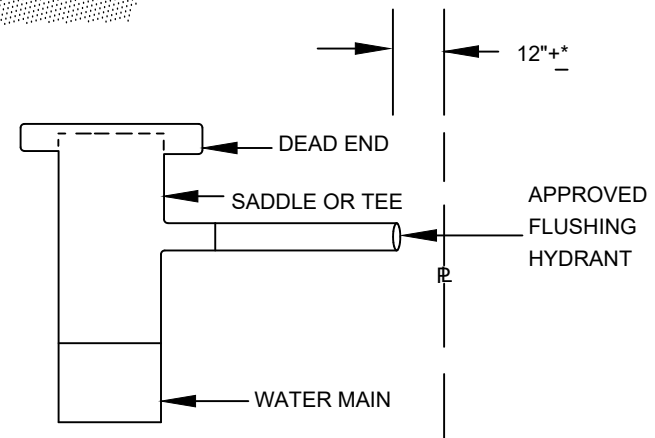 12"±*
DEAD END
SADDLE OR TEE
APPROVED
FLUSHING
HYDRANT
℄
WATER MAIN